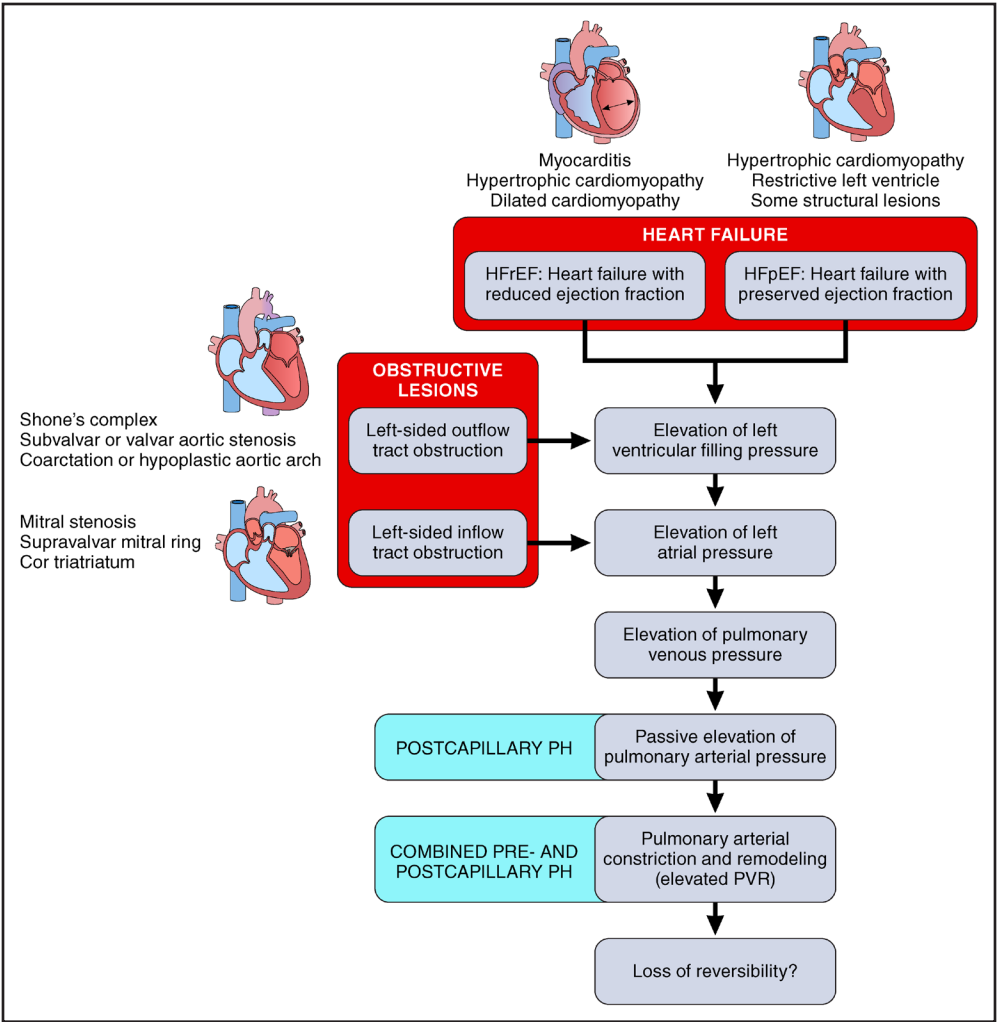 Myocarditis
Hypertrophic cardiomyopathy
Dilated cardiomyopathy
Hypertrophic cardiomyopathy
Restrictive left ventricle
Some structural lesions
HEART FAILURE
HFrEF: Heart failure with
reduced ejection fraction
HFpEF: Heart failure with
preserved ejection fraction
OBSTRUCTIVE
LESIONS
Shone's complex
Subvalvar or valvar aortic stenosis
Coarctation or hypoplastic aortic arch
Left-sided outflow
tract obstruction
Elevation of left
ventricular filling pressure
Mitral stenosis
Supravalvar mitral ring
Cor triatriatum
Left-sided inflow
tract obstruction
Elevation of left
atrial pressure
Elevation of pulmonary
venous pressure
POSTCAPILLARY PH
Passive elevation of
pulmonary arterial pressure
COMBINED PRE- AND
POSTCAPILLARY PH
Pulmonary arterial
constriction and remodeling
(elevated PVR)
Loss of reversibility?